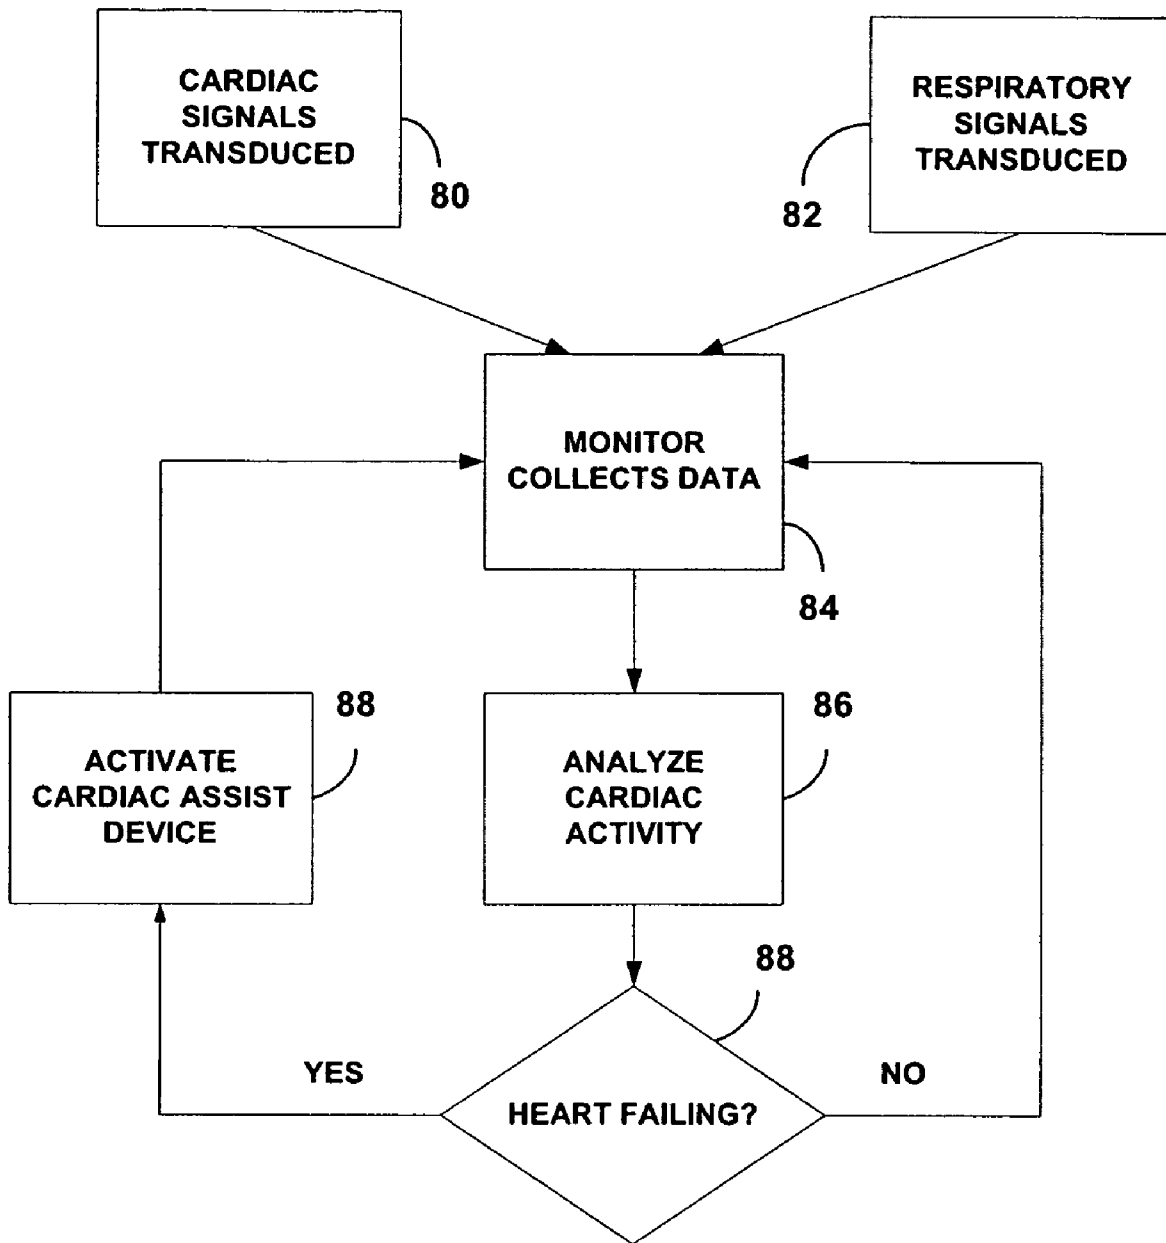 CARDIAC
SIGNALS
TRANSDUCED
80
RESPIRATORY
SIGNALS
TRANSDUCED
82
MONITOR
COLLECTS DATA
84
ACTIVATE
CARDIAC ASSIST
DEVICE
88
ANALYZE
CARDIAC
ACTIVITY
86
88
YES
HEART FAILING?
NO